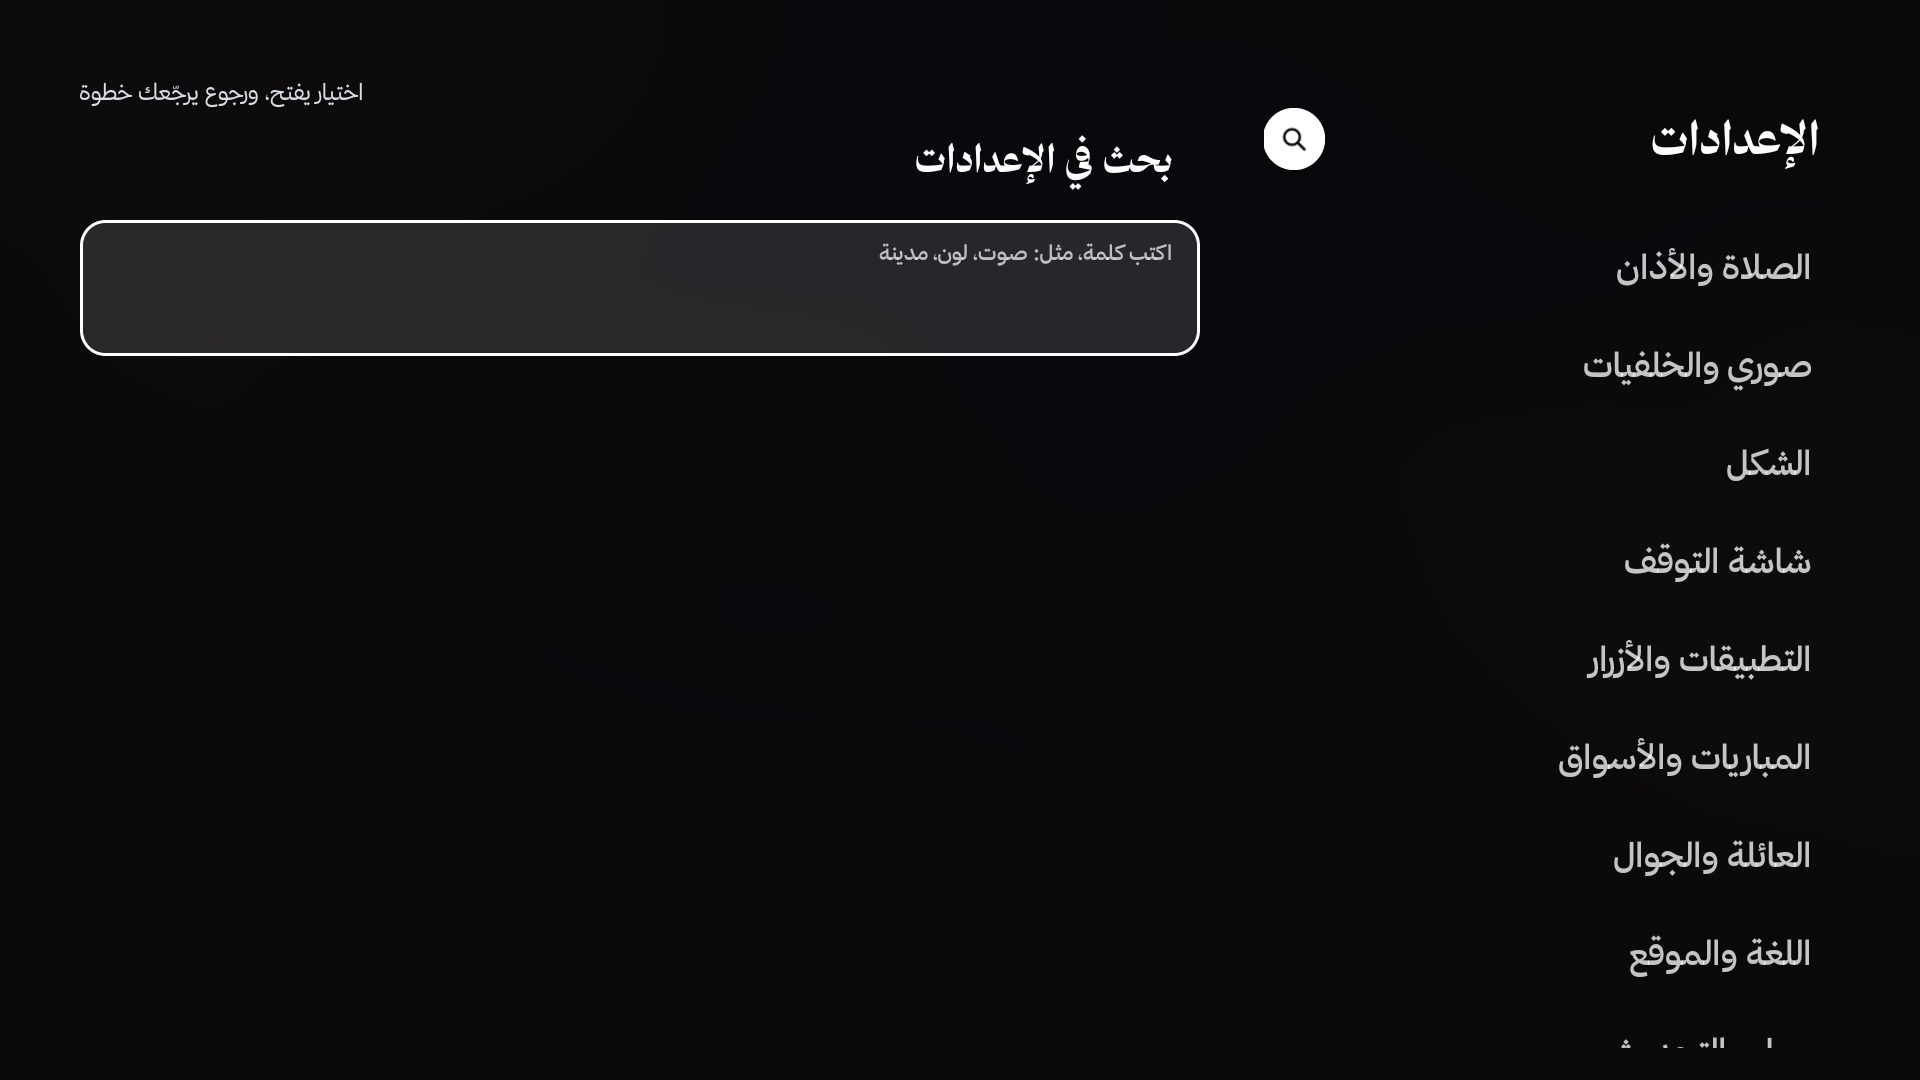 الإعدادات
الصلاة والأذان
صوري والخلفيات
الشكل
شاشة التوقف
التطبيقات والأزرار
المباريات والأسواق
العائلة والجوال
اللغة والموقع
اختيار يفتح، ورجوع يرجّعك خطوة
بحث في الإعدادات
اكتب كلمة، مثل: صوت، لون، مدينة